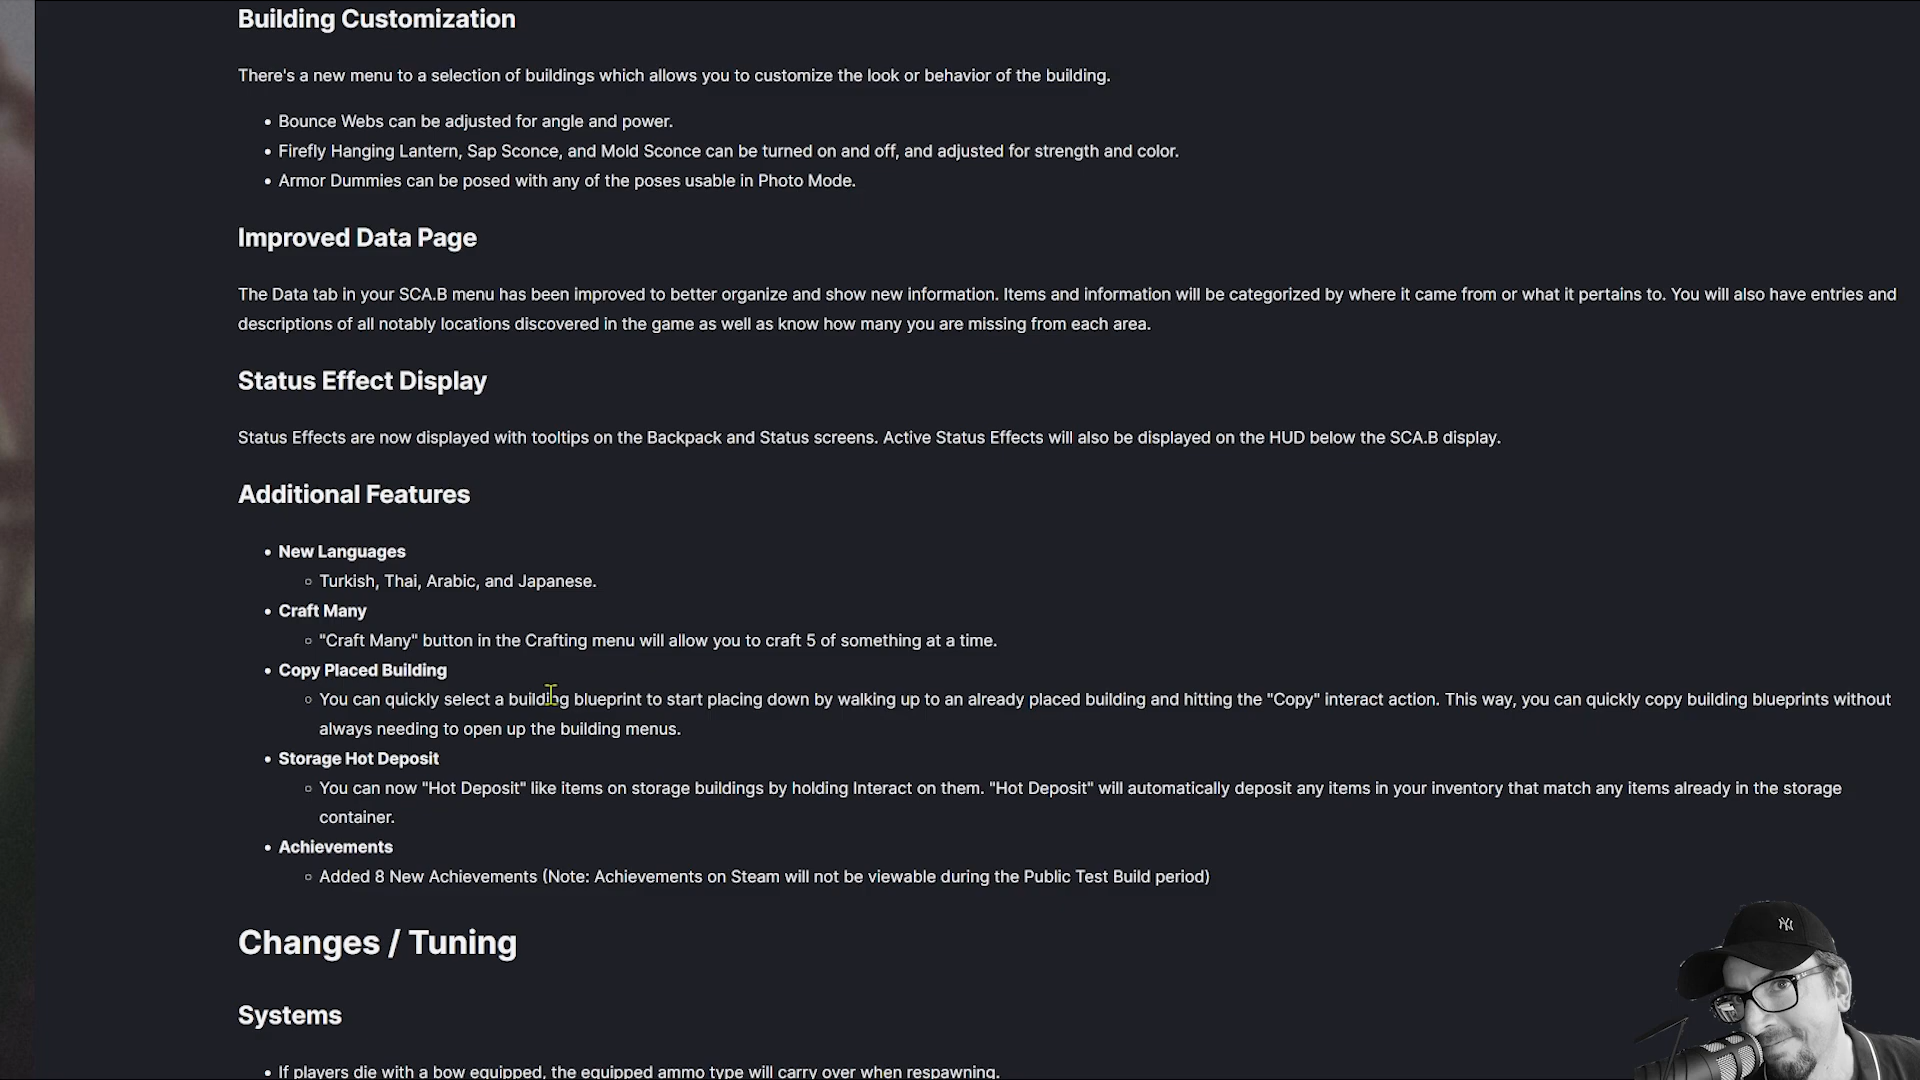 Building Customization
There's a new menu to a selection of buildings which allows you to customize the look or behavior of the building.
• Bounce Webs can be adjusted for angle and power.
• Firefly Hanging Lantern, Sap Sconce, and Mold Sconce can be turned on and off, and adjusted for strength and color.
• Armor Dummies can be posed with any of the poses usable in Photo Mode.
Improved Data Page
The Data tab in your SCA.B menu has been improved to better organize and show new information. Items and information will be categorized by where it came from or what it pertains to. You will also have entries and
descriptions of all notably locations discovered in the game as well as know how many you are missing from each area.
Status Effect Display
Status Effects are now displayed with tooltips on the Backpack and Status screens. Active Status Effects will also be displayed on the HUD below the SCA.B display.
Additional Features
• New Languages
◦ Turkish, Thai, Arabic, and Japanese.
• Craft Many
◦ "Craft Many" button in the Crafting menu will allow you to craft 5 of something at a time.
• Copy Placed Building
◦ You can quickly select a building blueprint to start placing down by walking up to an already placed building and hitting the "Copy" interact action. This way, you can quickly copy building blueprints without
always needing to open up the building menus.
• Storage Hot Deposit
◦ You can now "Hot Deposit" like items on storage buildings by holding Interact on them. "Hot Deposit" will automatically deposit any items in your inventory that match any items already in the storage
container.
• Achievements
◦ Added 8 New Achievements (Note: Achievements on Steam will not be viewable during the Public Test Build period)
Changes / Tuning
Systems
• If players die with a bow equipped, the equipped ammo type will carry over when respawning.
NY